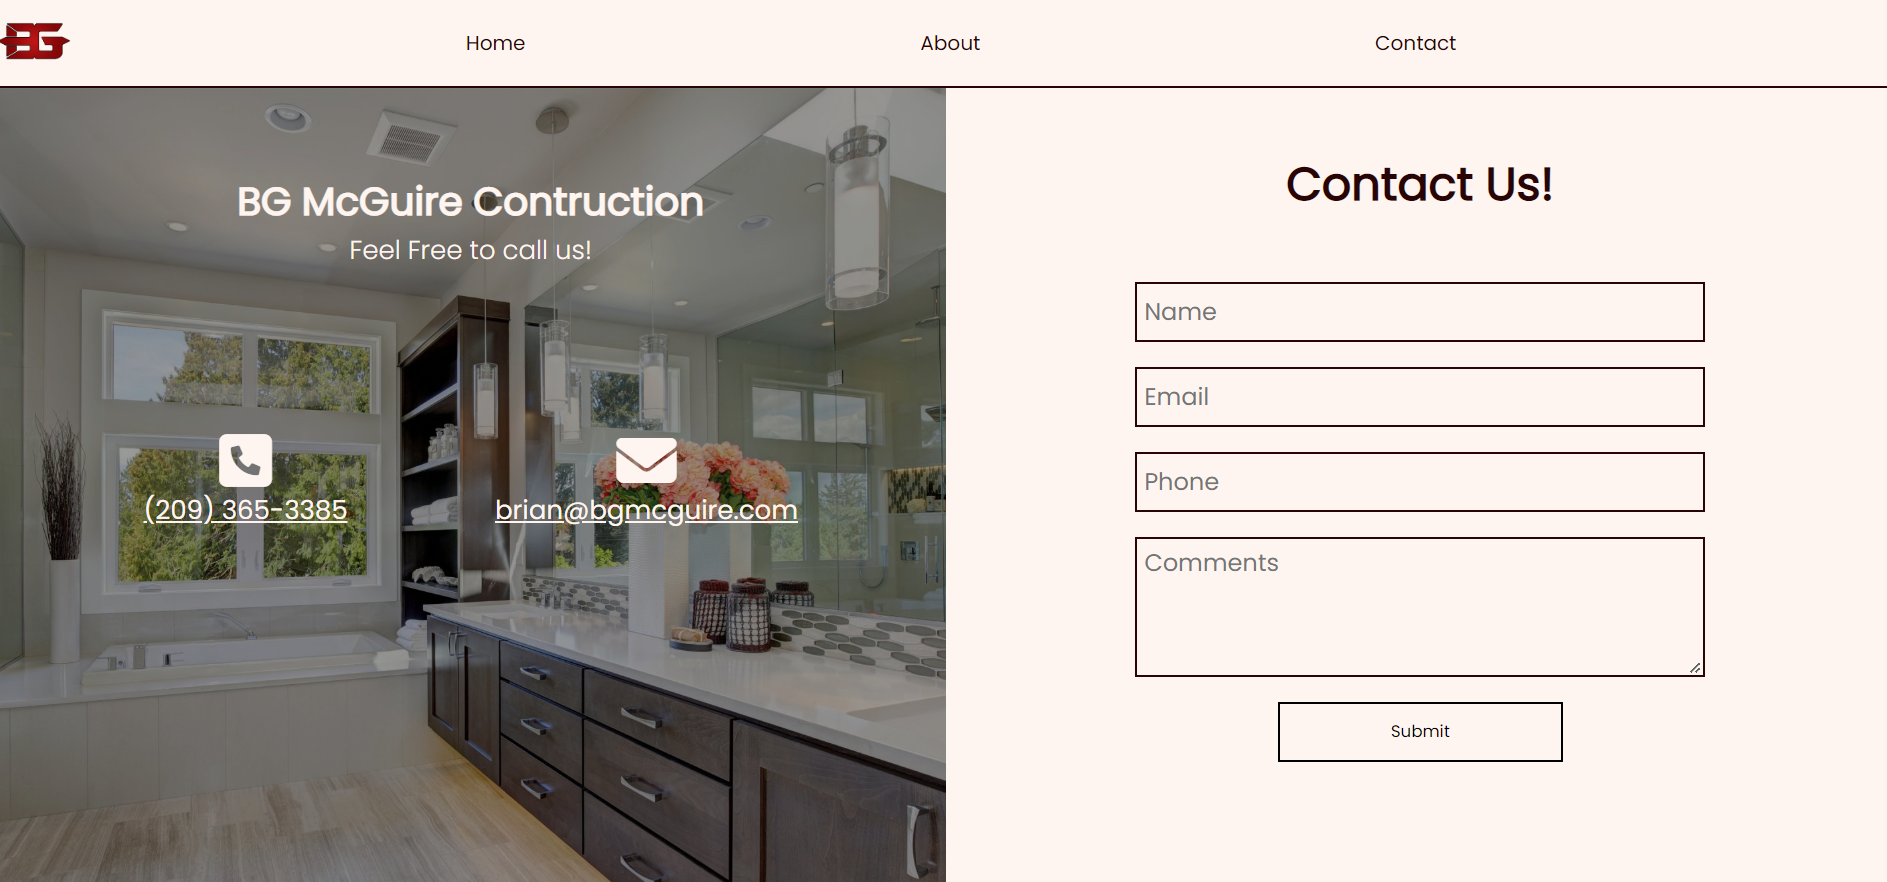 BG
Home
About
Contact
BG McGuire Contruction
Feel Free to call us!
(209) 365-3385
brian@bgmcguire.com
Contact Us!
Name
Email
Phone
Comments
Submit